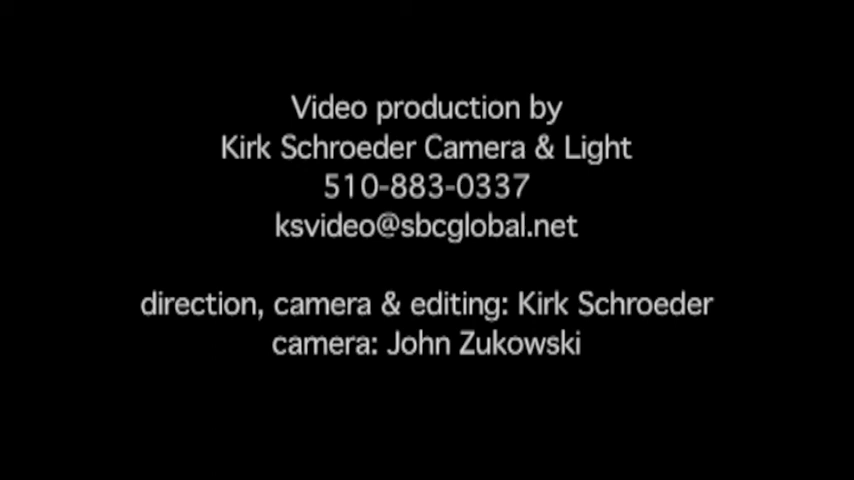 Video production by
Kirk Schroeder Camera & Light
510-883-0337
ksvideo@sbcglobal.net
direction, camera & editing: Kirk Schroeder
camera: John Zukowski